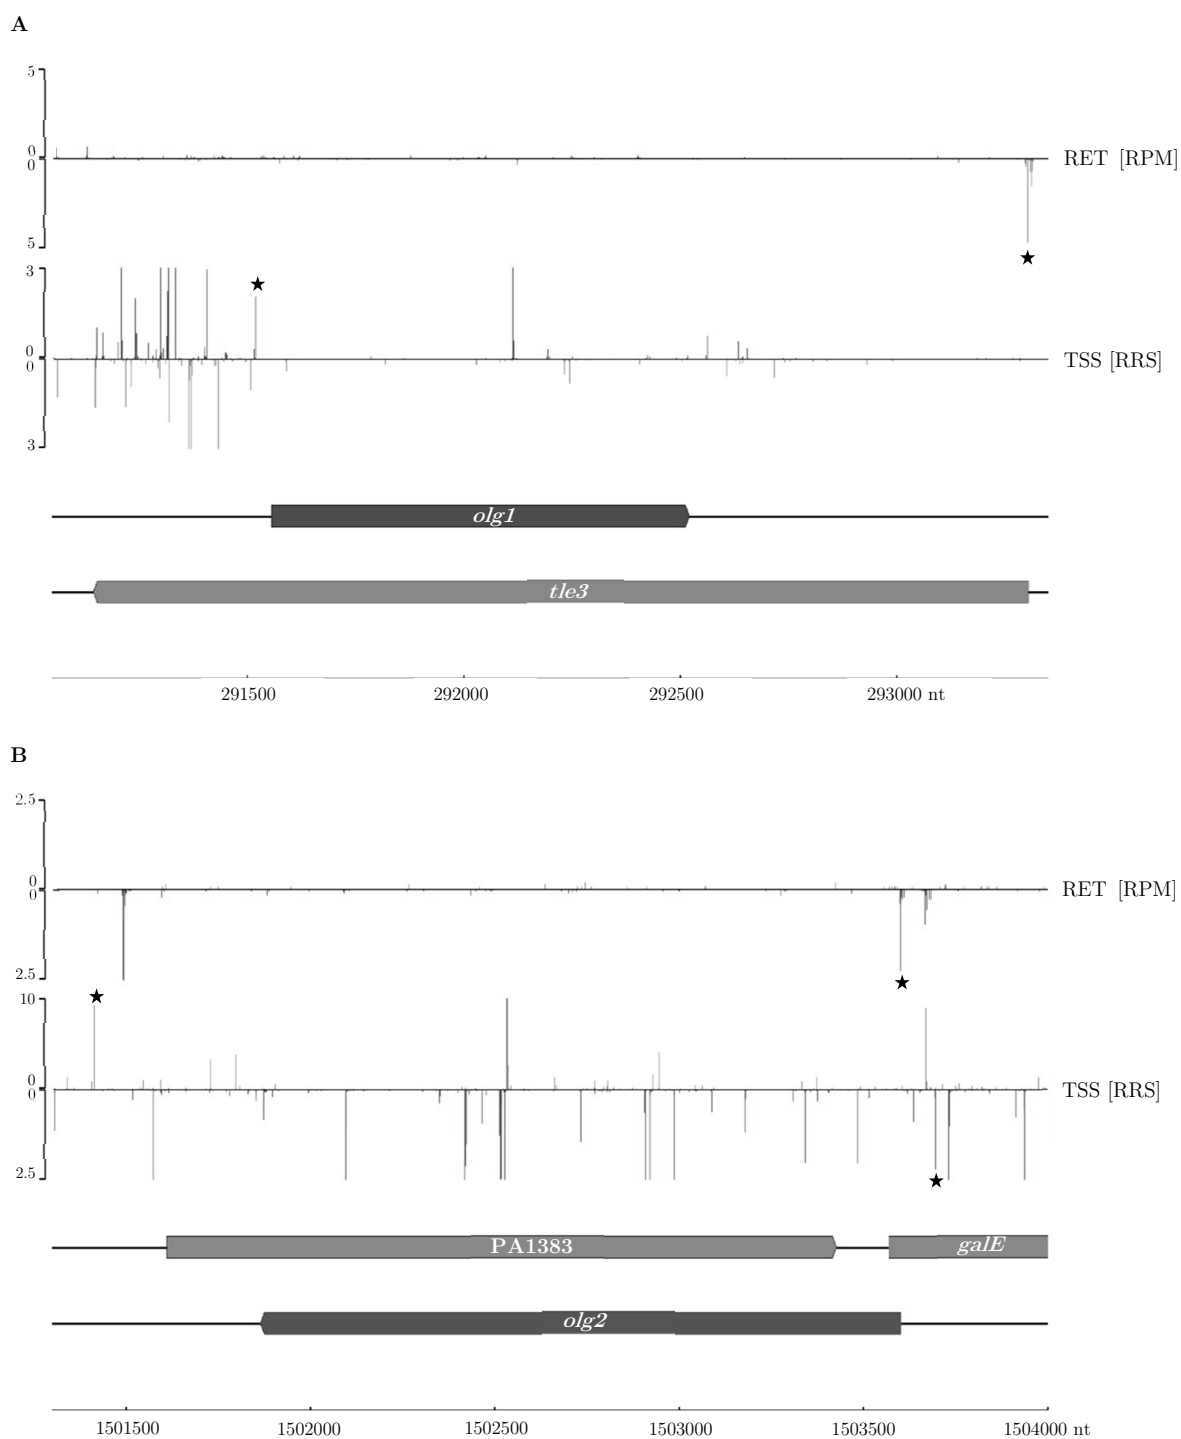 A
5
0
0
RET [RPM]
5
3
0
0
TSS [RRS]
3
olg1
tle3
291500 292000 292500 293000 nt
B
2.5
0
0
RET [RPM]
2.5
10
0
0
TSS [RRS]
2.5
PA1383 galE
olg2
1501500 1502000 1502500 1503000 1503500 1504000 nt